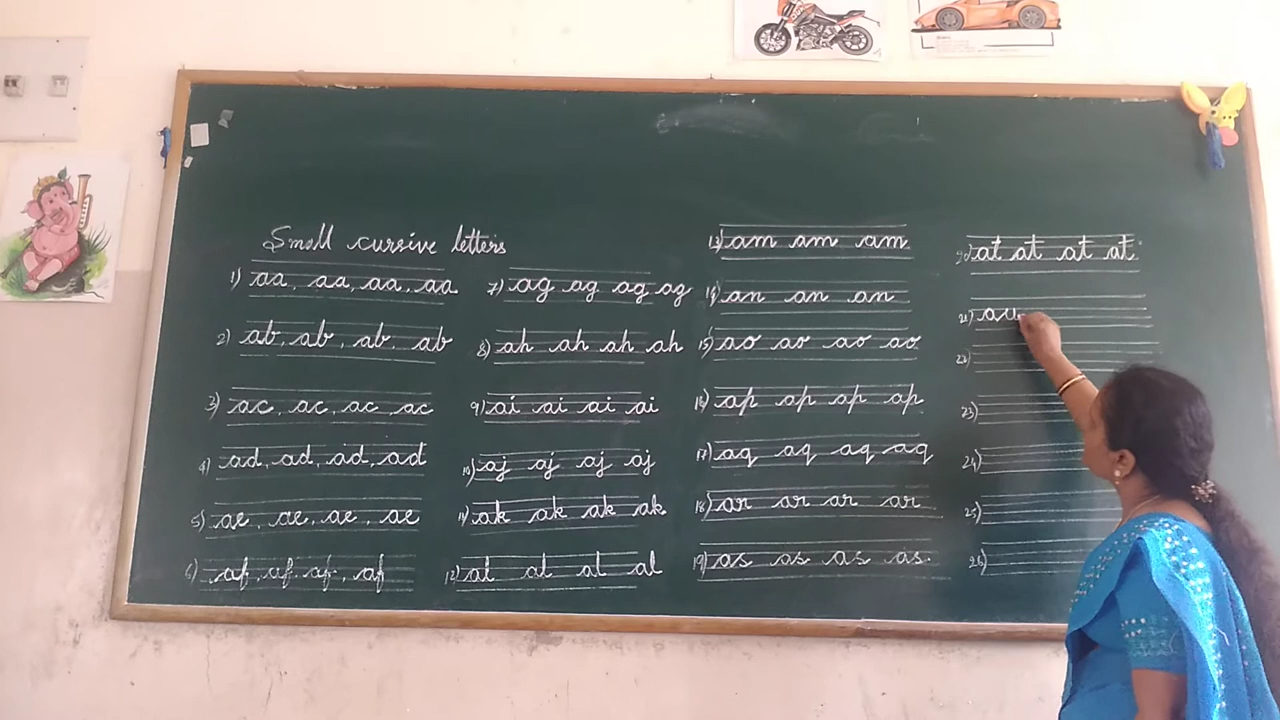 Small cursive letters
1) aa, aa, aa, aa
2) ab, ab, ab, ab
3) ac, ac, ac, ac
4) ad, ad, ad, ad
5) ae, ae, ae, ae
6) af, af, af, af
7) ag ag ag ag
8) ah ah ah ah
9) ai ai ai ai
10) aj aj aj aj
11) ak ak ak ak
12) al al al al
13) am am am
14) an an an
15) ao ao ao ao
16) ap ap ap ap
17) aq aq aq aq
18) ar ar ar ar
19) as as as as.
20) at at at at
21) au
22)
23)
24)
25)
26)